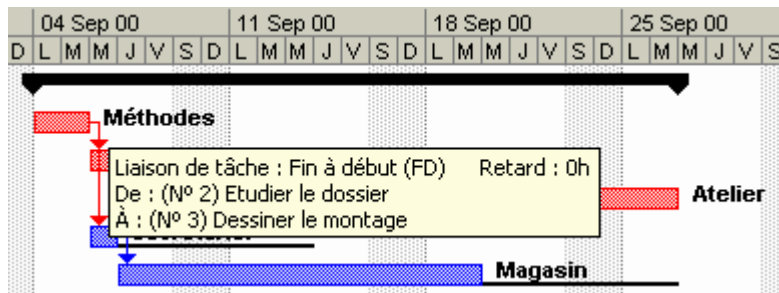 04 Sep 00 11 Sep 00 18 Sep 00 25 Sep 00
D L M M J V S D L M M J V S D L M M J V S D L M M J V S
Méthodes
Liaison de tâche : Fin à début (FD) Retard : 0h
De : (Nº 2) Etudier le dossier
Atelier
À : (Nº 3) Dessiner le montage
Magasin